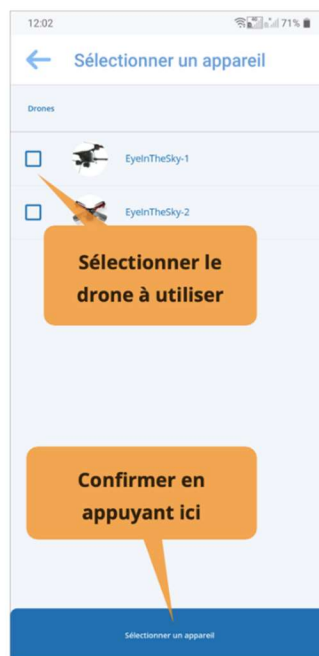 12:02 71%
Sélectionner un appareil
Drones
EyeInTheSky-1
EyeInTheSky-2
Sélectionner le
drone à utiliser
Confirmer en
appuyant ici
Sélectionner un appareil